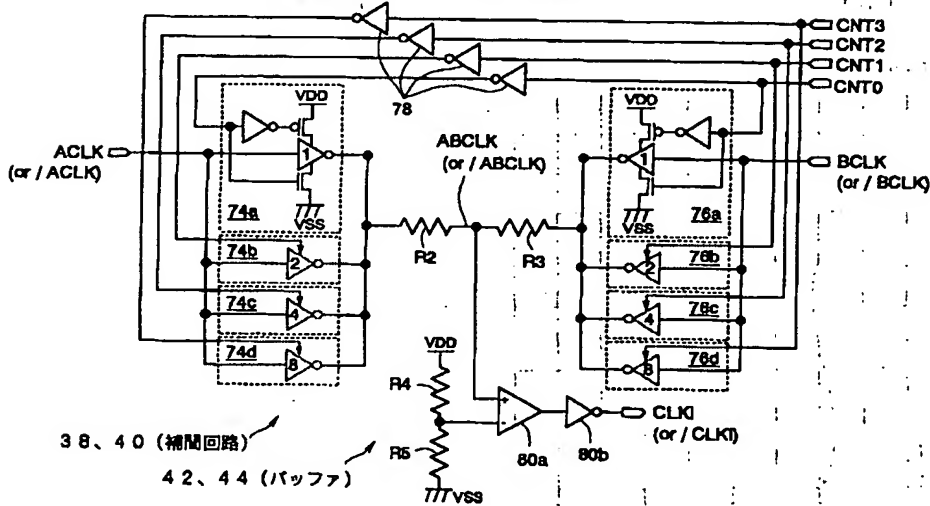 CNT3
CNT2
CNT1
CNT0
78
VDD
VDD
ACLK
(or / ACLK)
1
ABCLK
(or / ABCLK)
1
BCLK
(or / BCLK)
74a
VSS
R2
R3
VSS
76a
74b
2
2
76b
74c
4
4
76c
74d
8
8
76d
VDD
R4
+
-
CLKI
(or / CLKI)
80a
80b
R5
VSS
38、40 (補間回路)
42、44 (バッファ)